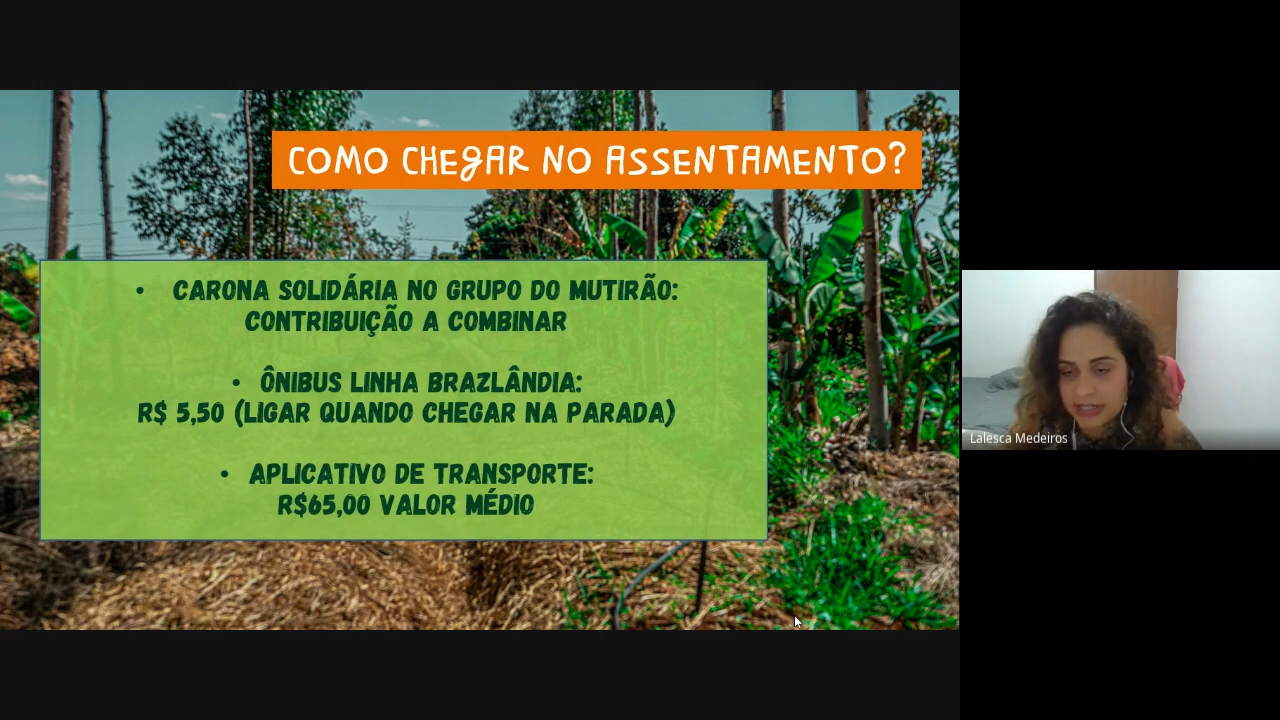 COMO CHEGAR NO ASSENTAMENTO?
• CARONA SOLIDÁRIA NO GRUPO DO MUTIRÃO:
CONTRIBUIÇÃO A COMBINAR
• ÔNIBUS LINHA BRAZLÂNDIA:
R$ 5,50 (LIGAR QUANDO CHEGAR NA PARADA)
• APLICATIVO DE TRANSPORTE:
R$65,00 VALOR MÉDIO
Lalesca Medeiros